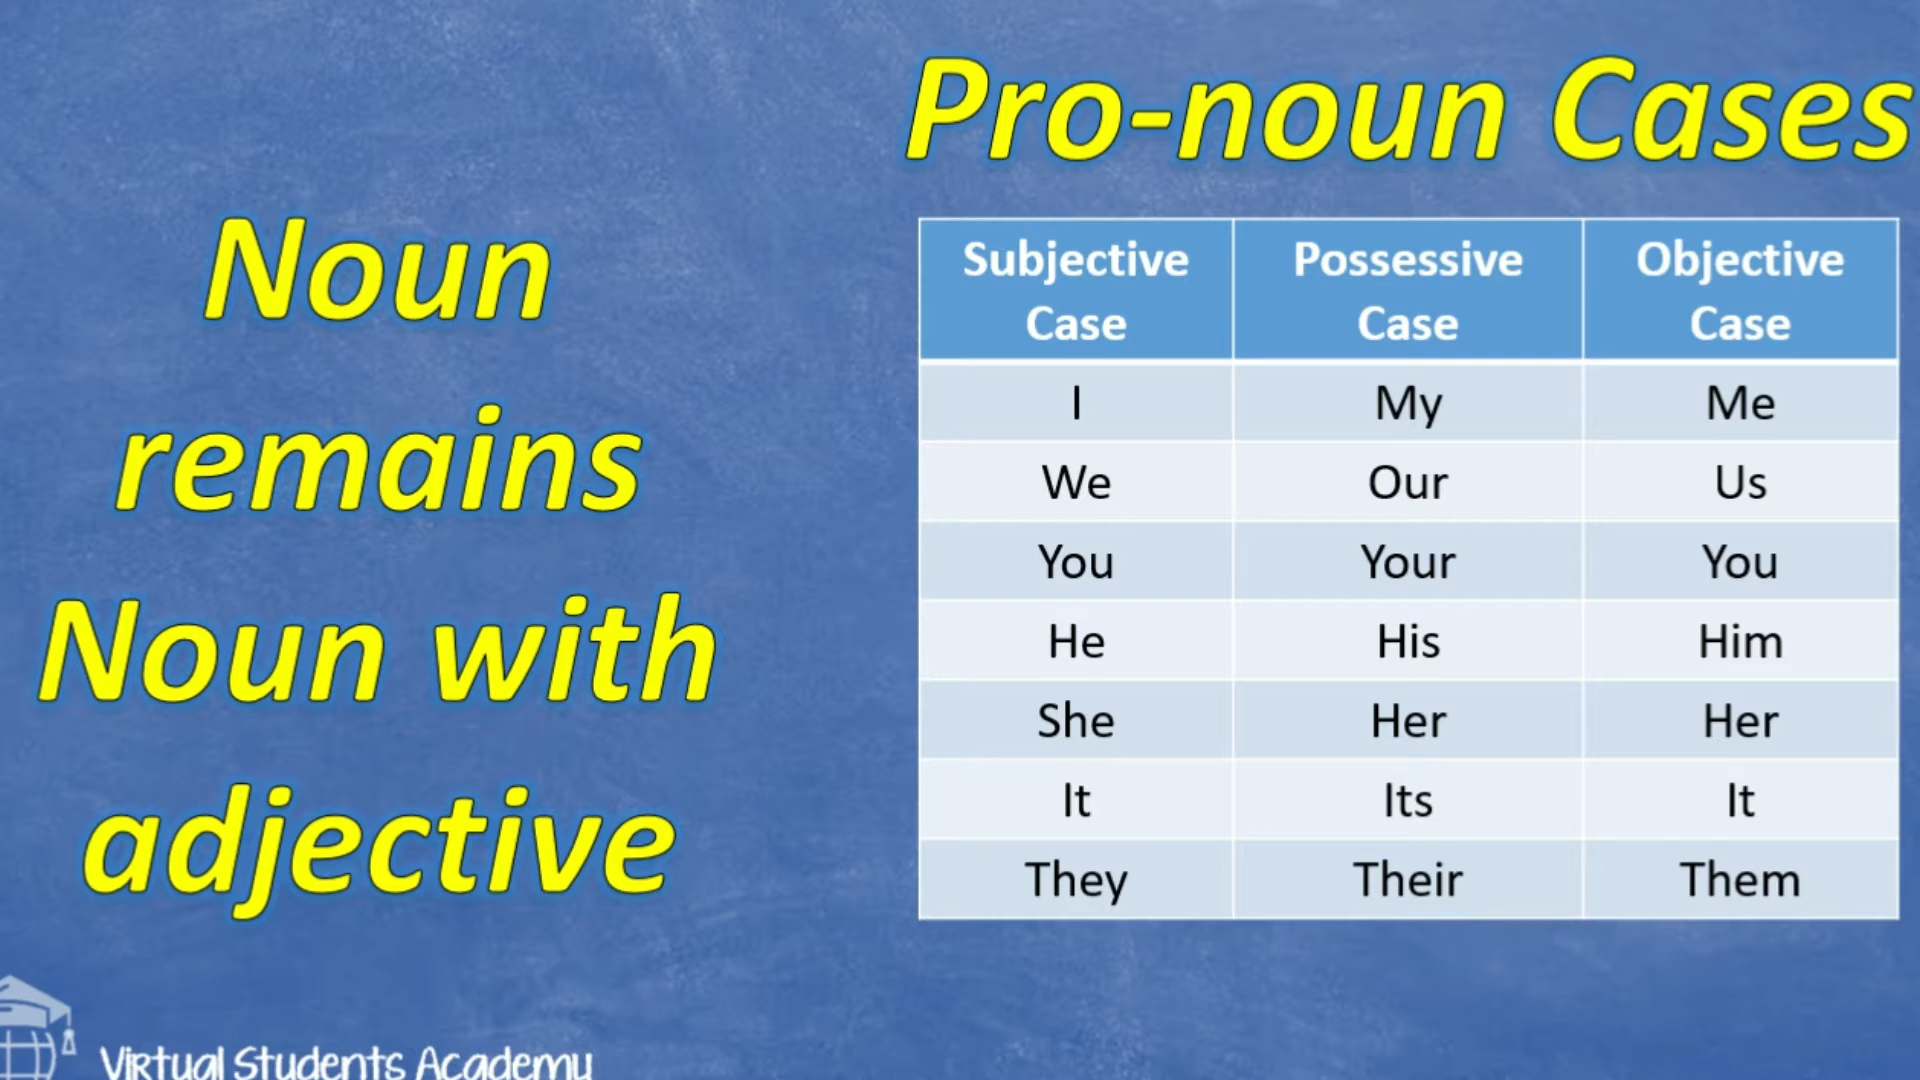 Pro-noun Cases
Noun
remains
Noun with
adjective
Subjective Case Possessive Case Objective Case
I My Me
We Our Us
You Your You
He His Him
She Her Her
It Its It
They Their Them
Virtual Students Academy